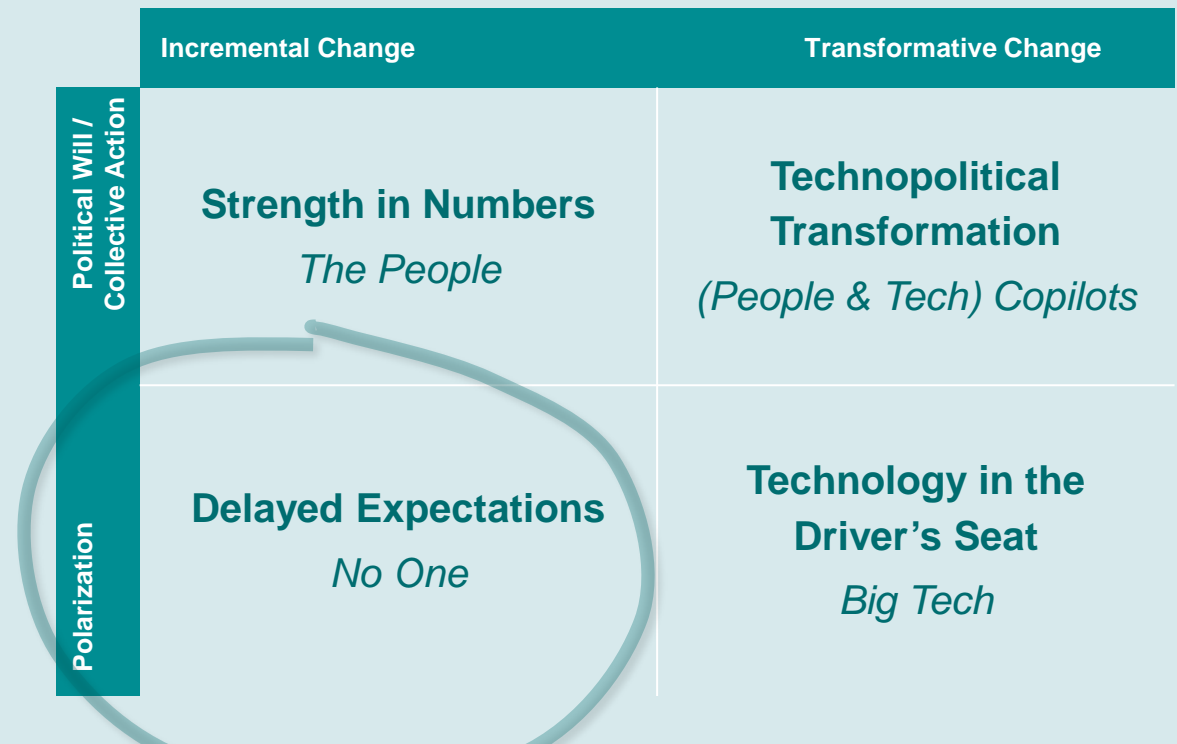 Incremental Change
Transformative Change
Political Will /
Collective Action
Strength in Numbers
The People
Technopolitical
Transformation
(People & Tech) Copilots
Polarization
Delayed Expectations
No One
Technology in the
Driver’s Seat
Big Tech